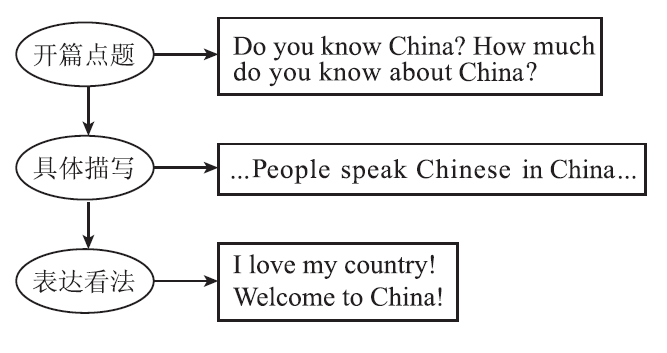 开篇点题
Do you know China? How much
do you know about China?
具体描写
...People speak Chinese in China...
表达看法
I love my country!
Welcome to China!